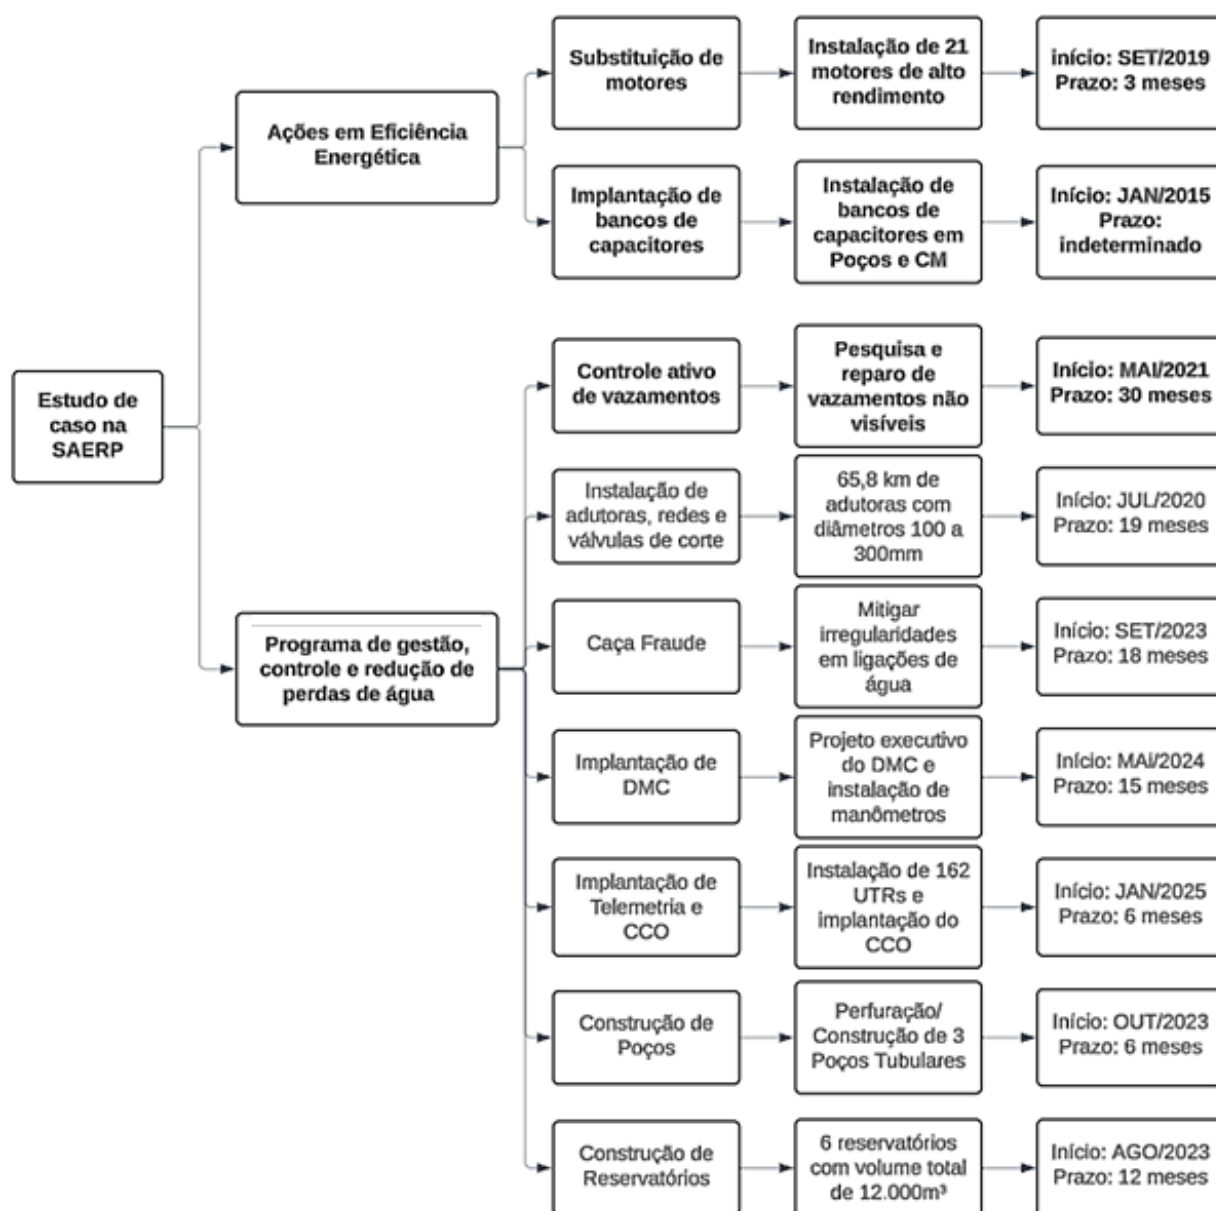 Estudo de
caso na
SAERP
Ações em Eficiência
Energética
Substituição de
motores
Instalação de 21
motores de alto
rendimento
início: SET/2019
Prazo: 3 meses
Implantação de
bancos de
capacitores
Instalação de
bancos de
capacitores em
Poços e CM
Início: JAN/2015
Prazo:
indeterminado
Programa de gestão,
controle e redução de
perdas de água
Controle ativo
de vazamentos
Pesquisa e
reparo de
vazamentos não
visíveis
Início: MAI/2021
Prazo: 30 meses
Instalação de
adutoras, redes e
válvulas de corte
65,8 km de
adutoras com
diâmetros 100 a
300mm
Início: JUL/2020
Prazo: 19 meses
Caça Fraude
Mitigar
irregularidades
em ligações de
água
Início: SET/2023
Prazo: 18 meses
Implantação de
DMC
Projeto executivo
do DMC e
instalação de
manômetros
Início: MAi/2024
Prazo: 15 meses
Implantação de
Telemetria e
CCO
Instalação de 162
UTRs e
implantação do
CCO
Início: JAN/2025
Prazo: 6 meses
Construção de
Poços
Perfuração/
Construção de 3
Poços Tubulares
Início: OUT/2023
Prazo: 6 meses
Construção de
Reservatórios
6 reservatórios
com volume total
de 12.000m³
Início: AGO/2023
Prazo: 12 meses